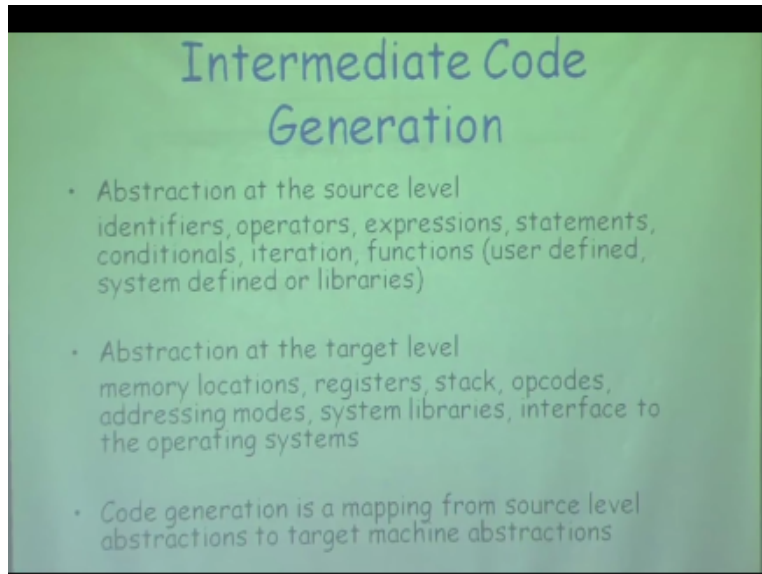 Intermediate Code
Generation
• Abstraction at the source level
identifiers, operators, expressions, statements,
conditionals, iteration, functions (user defined,
system defined or libraries)
• Abstraction at the target level
memory locations, registers, stack, opcodes,
addressing modes, system libraries, interface to
the operating systems
• Code generation is a mapping from source level
abstractions to target machine abstractions